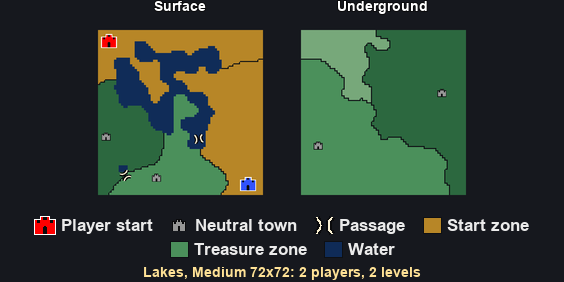 Surface
Underground
Player start
Neutral town
Passage
Start zone
Treasure zone
Water
Lakes, Medium 72x72: 2 players, 2 levels